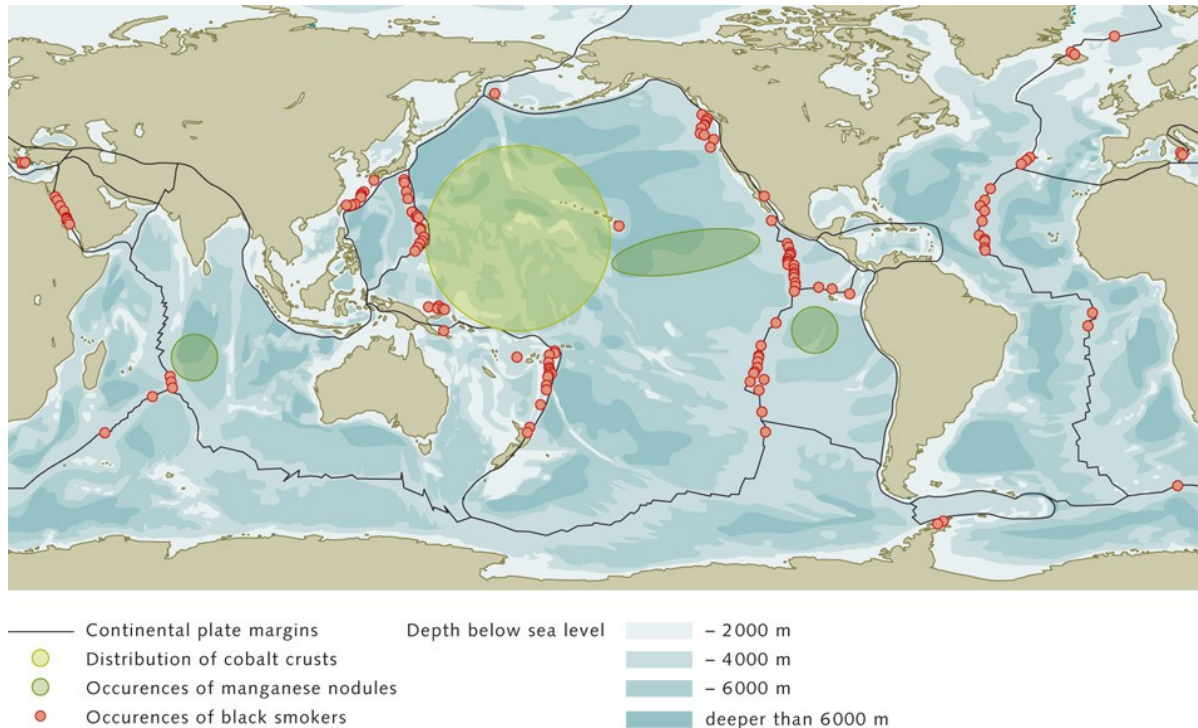 Continental plate margins
Distribution of cobalt crusts
Occurences of manganese nodules
Occurences of black smokers
Depth below sea level
– 2000 m
– 4000 m
– 6000 m
deeper than 6000 m